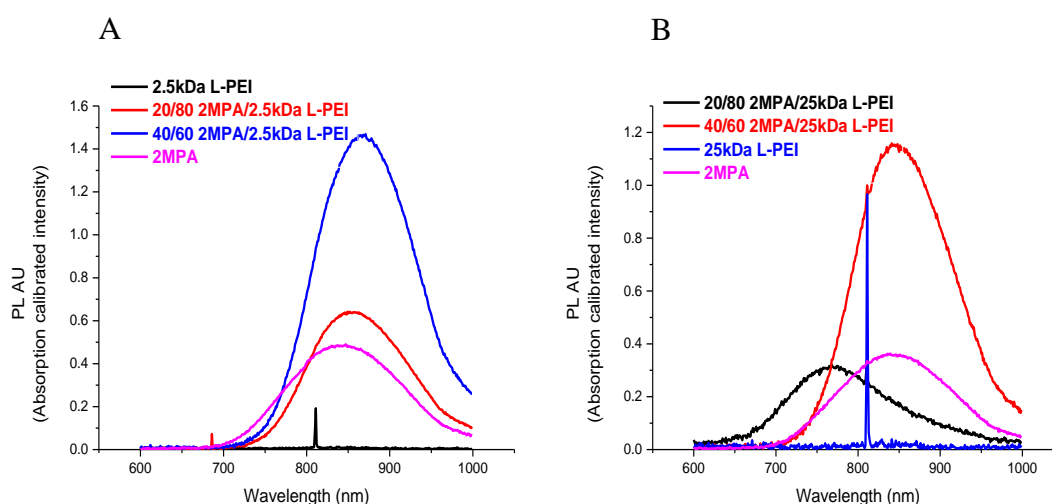 A
2.5kDa L-PEI
20/80 2MPA/2.5kDa L-PEI
40/60 2MPA/2.5kDa L-PEI
2MPA
1.6
1.4
1.2
1.0
0.8
0.6
0.4
0.2
0.0
600
700
800
900
1000
Wavelength (nm)
PL AU
(Absorption calibrated intensity)
B
20/80 2MPA/25kDa L-PEI
40/60 2MPA/25kDa L-PEI
25kDa L-PEI
2MPA
1.2
1.0
0.8
0.6
0.4
0.2
0.0
600
700
800
900
1000
Wavelength (nm)
PL AU
(Absorption calibrated intensity)